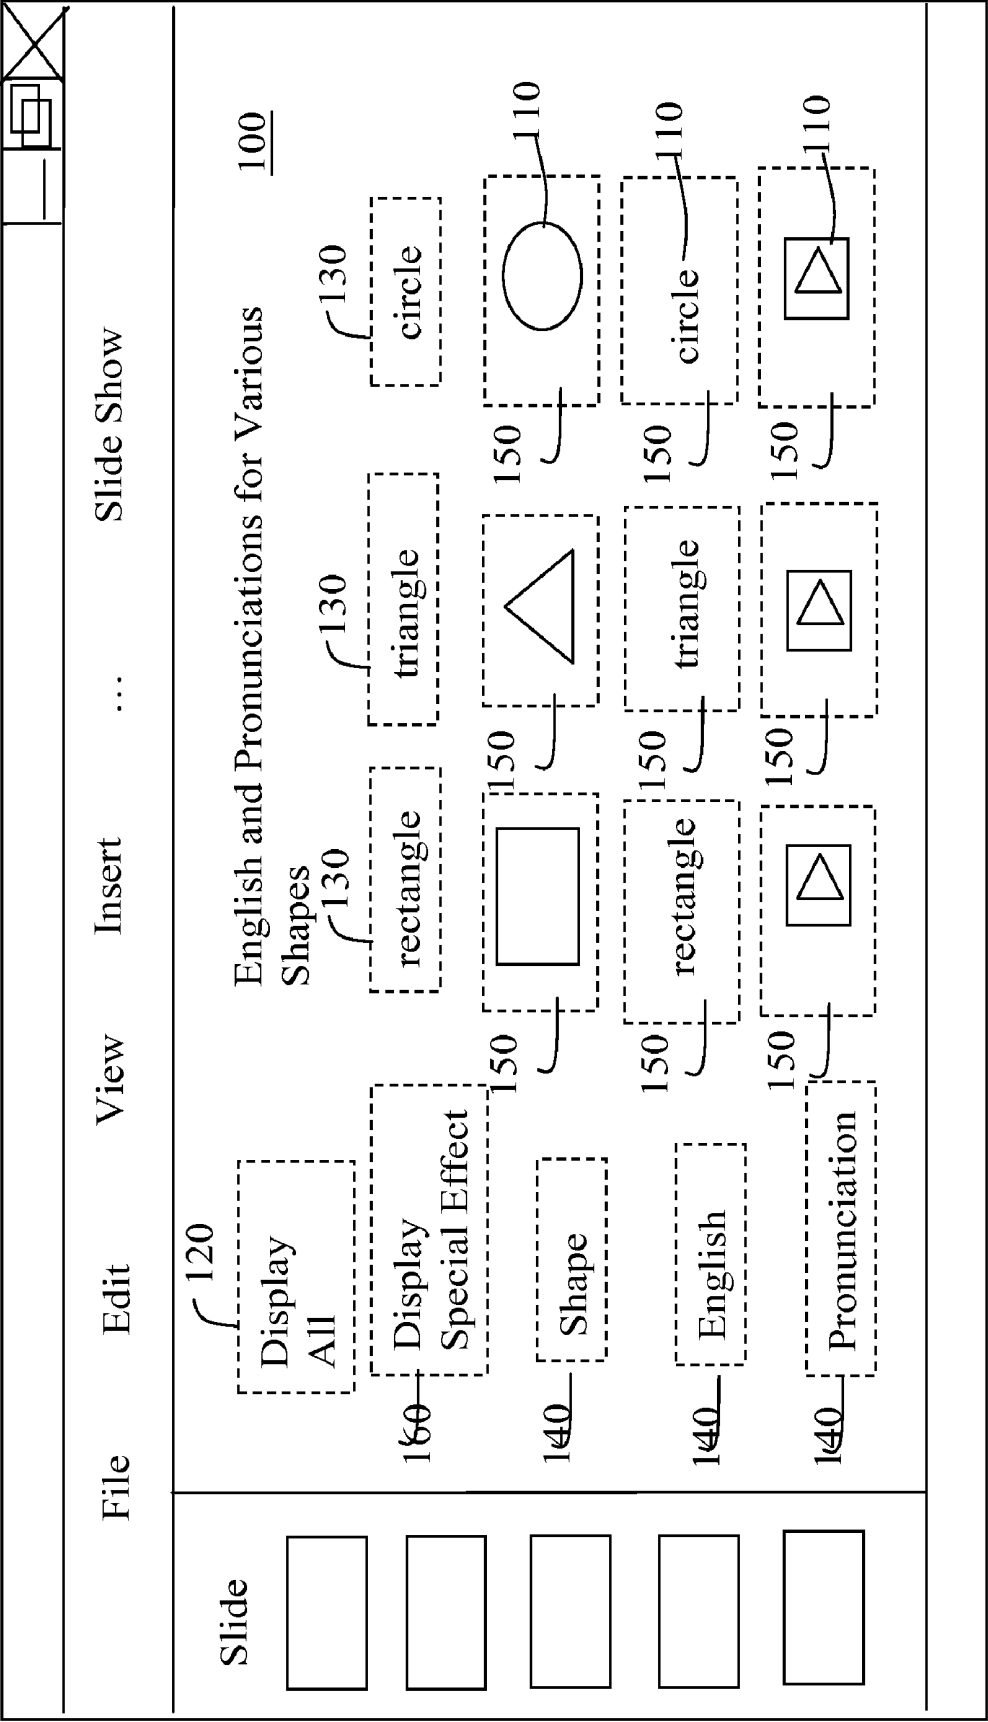 File Edit View Insert ... Slide Show
Slide
120
100
Display
All
English and Pronunciations for Various
Shapes
130 130 130
160
Display
Special Effect
rectangle triangle circle
150 150 150 110
140 Shape
150 150 150 110
140 English rectangle triangle circle
150 150 150 110
140 Pronunciation